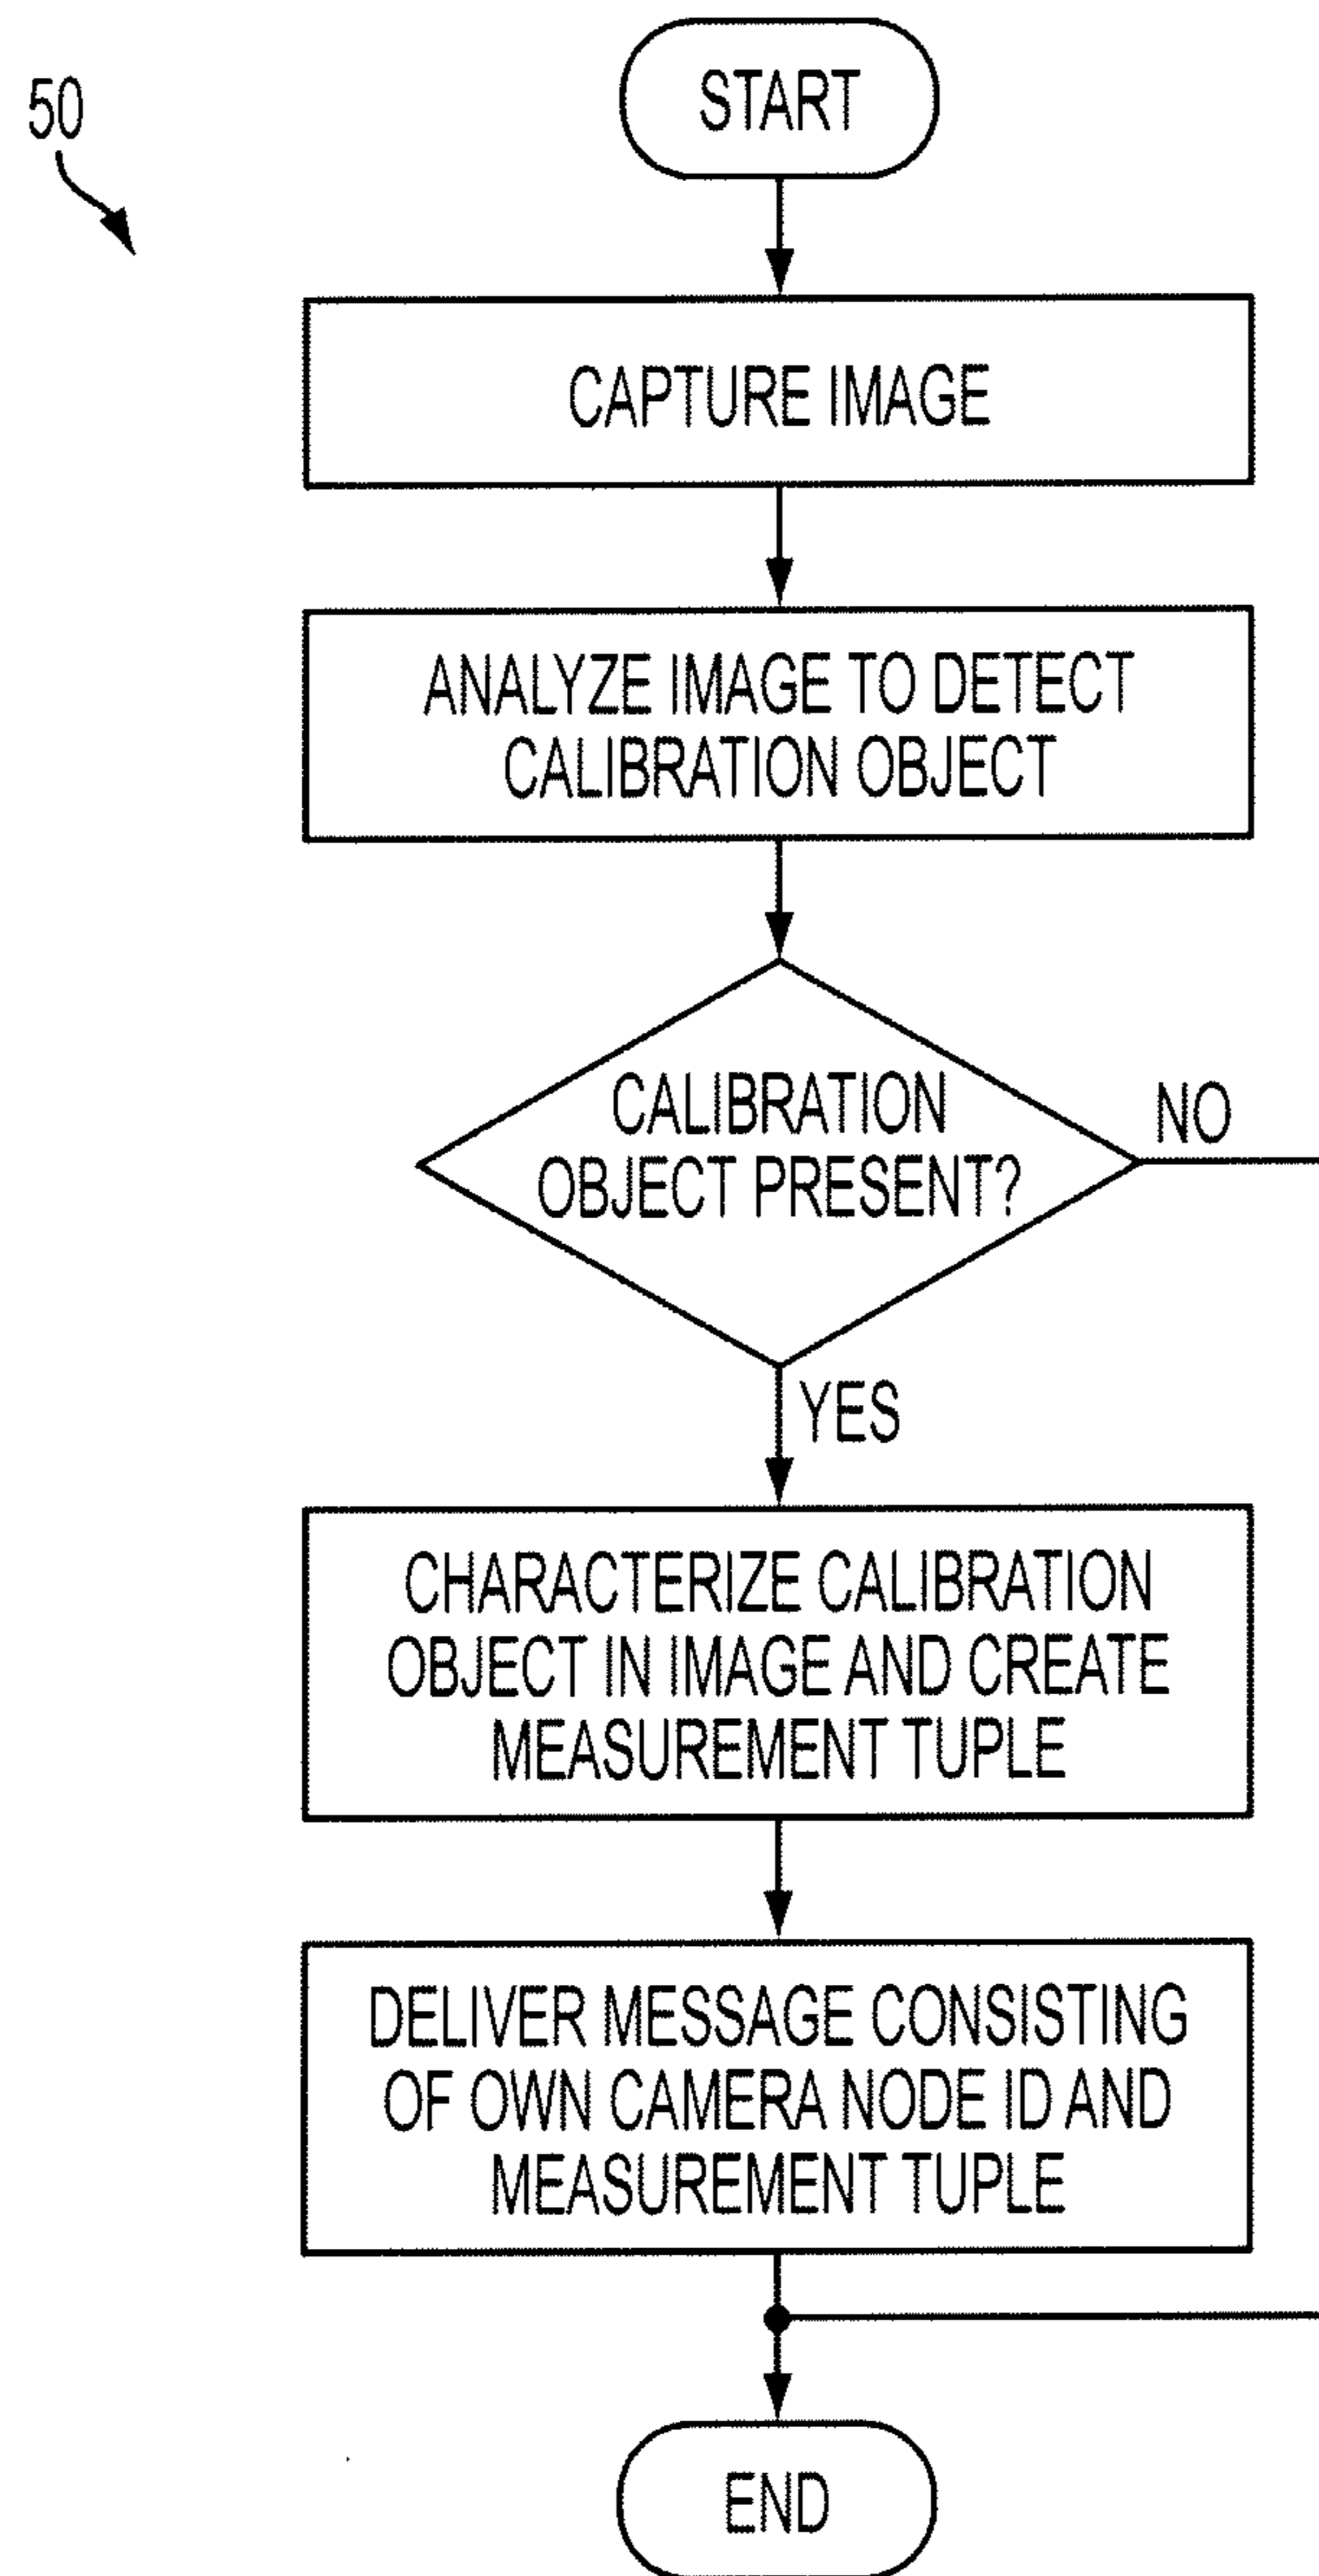 50
START
CAPTURE IMAGE
ANALYZE IMAGE TO DETECT
CALIBRATION OBJECT
CALIBRATION
OBJECT PRESENT?
NO
YES
CHARACTERIZE CALIBRATION
OBJECT IN IMAGE AND CREATE
MEASUREMENT TUPLE
DELIVER MESSAGE CONSISTING
OF OWN CAMERA NODE ID AND
MEASUREMENT TUPLE
END